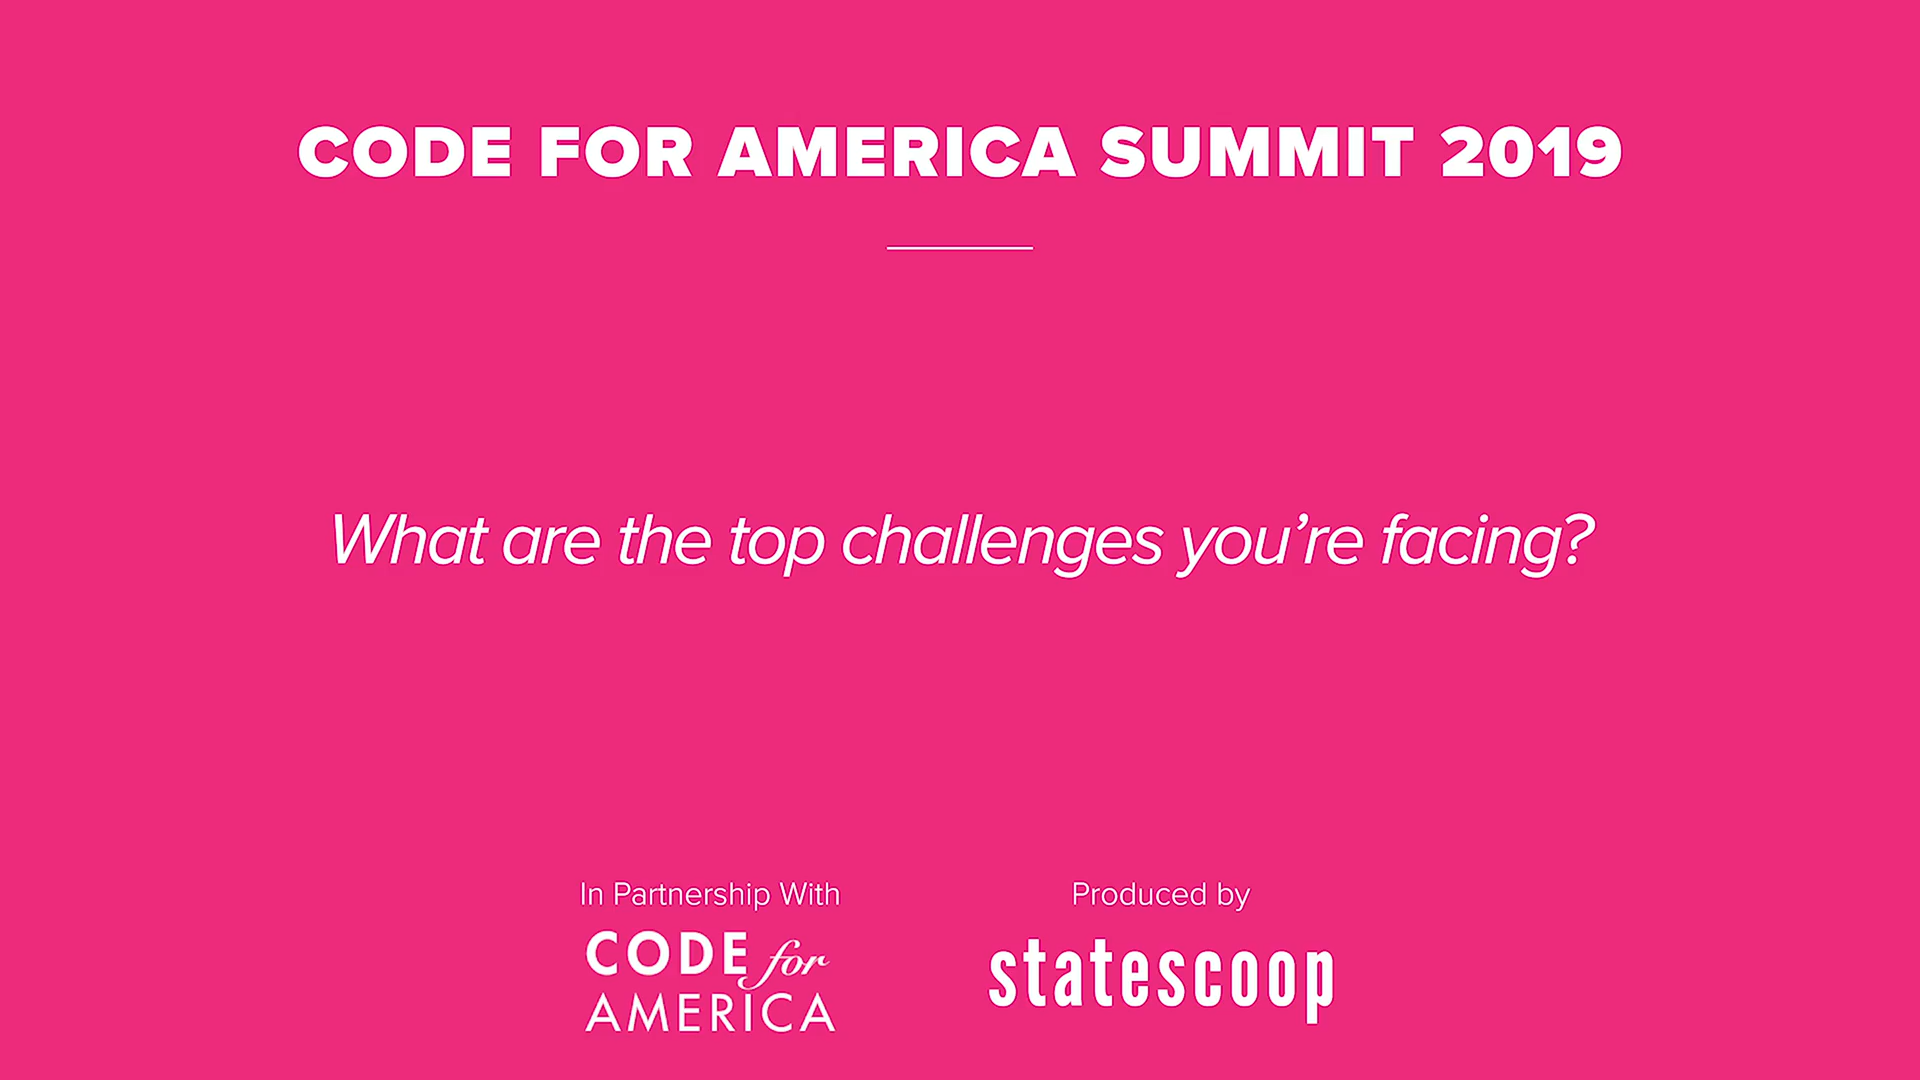 CODE FOR AMERICA SUMMIT 2019
What are the top challenges you’re facing?
In Partnership With
CODE for
AMERICA
Produced by
statescoop